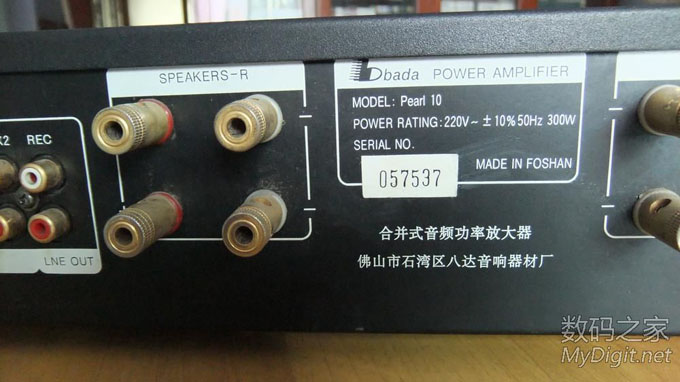 SPEAKERS-R
bada POWER AMPLIFIER
MODEL: Pearl 10
POWER RATING: 220V~ ±10% 50Hz 300W
SERIAL NO.
057537
MADE IN FOSHAN
REC
LNE OUT
合并式音频功率放大器
佛山市石湾区八达音响器材厂
数码之家
MyDigit.net